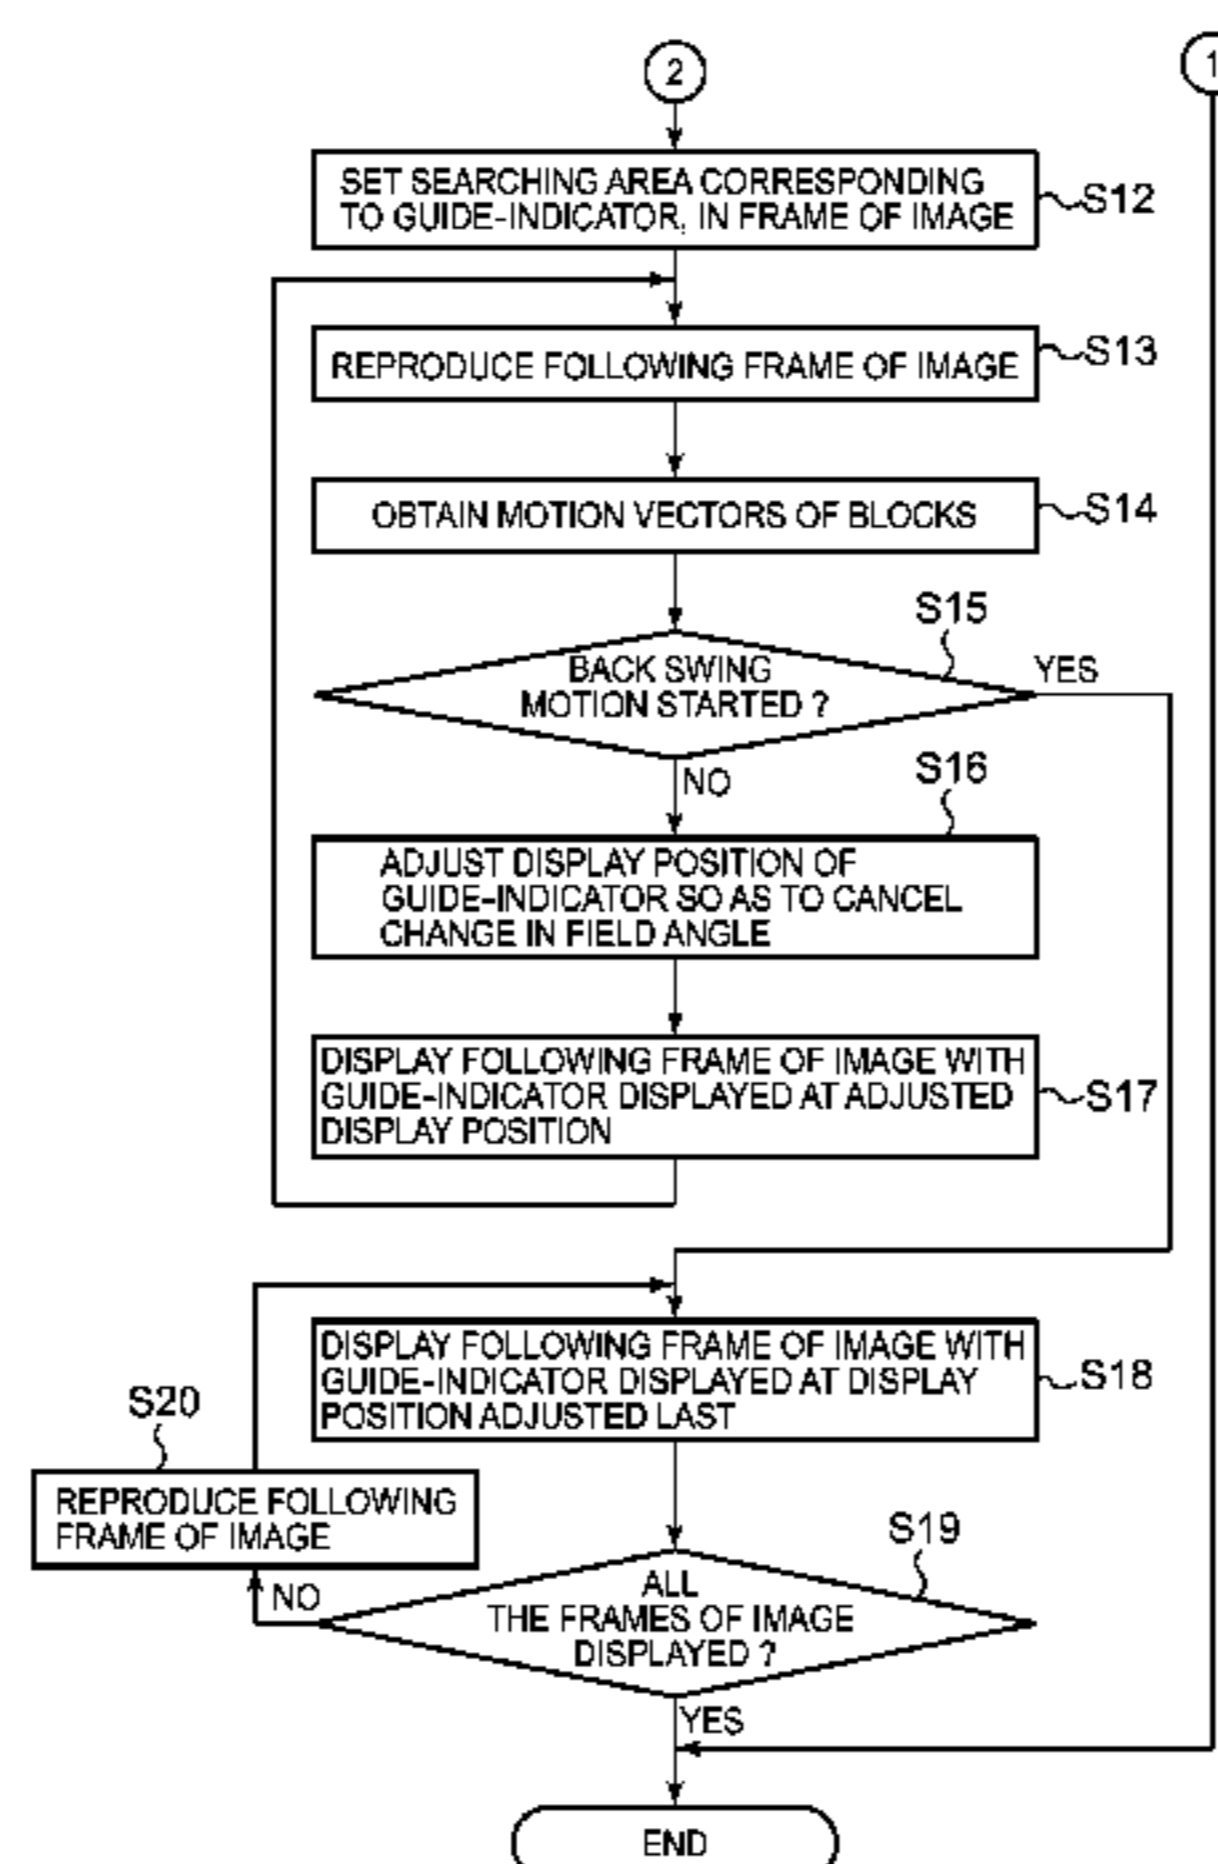 2
1
SET SEARCHING AREA CORRESPONDING
TO GUIDE-INDICATOR, IN FRAME OF IMAGE
S12
REPRODUCE FOLLOWING FRAME OF IMAGE
S13
OBTAIN MOTION VECTORS OF BLOCKS
S14
S15
BACK SWING
MOTION STARTED ?
YES
NO
S16
ADJUST DISPLAY POSITION OF
GUIDE-INDICATOR SO AS TO CANCEL
CHANGE IN FIELD ANGLE
DISPLAY FOLLOWING FRAME OF IMAGE WITH
GUIDE-INDICATOR DISPLAYED AT ADJUSTED
DISPLAY POSITION
S17
DISPLAY FOLLOWING FRAME OF IMAGE WITH
GUIDE-INDICATOR DISPLAYED AT DISPLAY
POSITION ADJUSTED LAST
S18
S20
REPRODUCE FOLLOWING
FRAME OF IMAGE
S19
NO
ALL
THE FRAMES OF IMAGE
DISPLAYED ?
YES
END